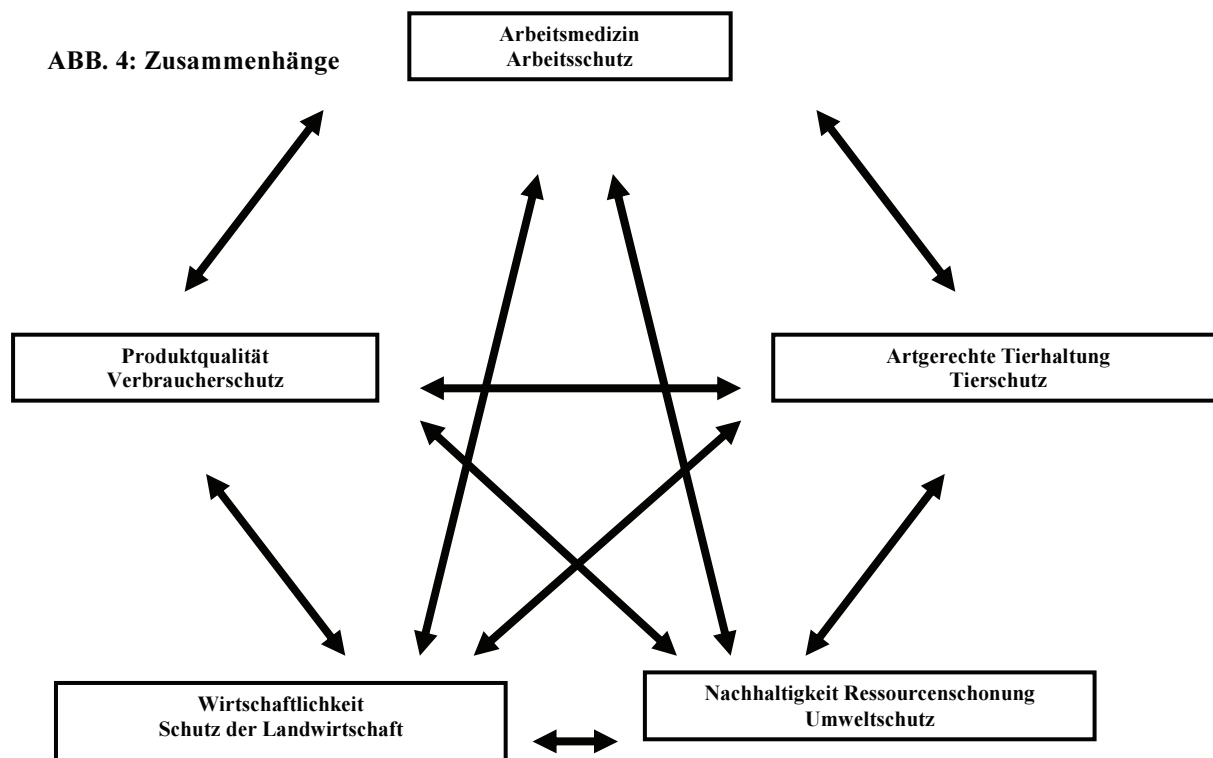 ABB. 4: Zusammenhänge
Arbeitsmedizin
Arbeitsschutz
Produktqualität
Verbraucherschutz
Artgerechte Tierhaltung
Tierschutz
Wirtschaftlichkeit
Schutz der Landwirtschaft
Nachhaltigkeit Ressourcenschonung
Umweltschutz